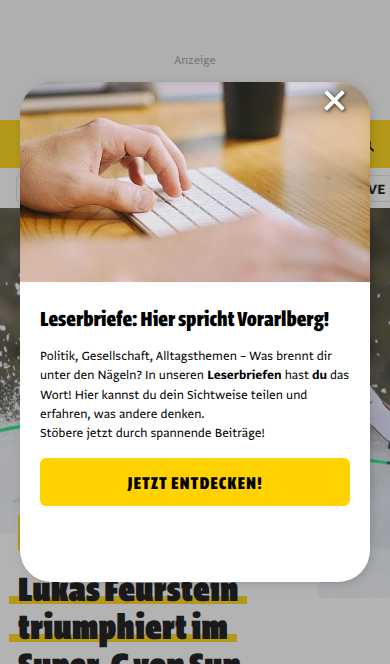 Anzeige
VE
Leserbriefe: Hier spricht Vorarlberg!
Politik, Gesellschaft, Alltagsthemen – Was brennt dir
unter den Nägeln? In unseren Leserbriefen hast du das
Wort! Hier kannst du dein Sichtweise teilen und
erfahren, was andere denken.
Stöbere jetzt durch spannende Beiträge!
JETZT ENTDECKEN!
Lukas Feurstein
triumphiert im
Super-G von Sun